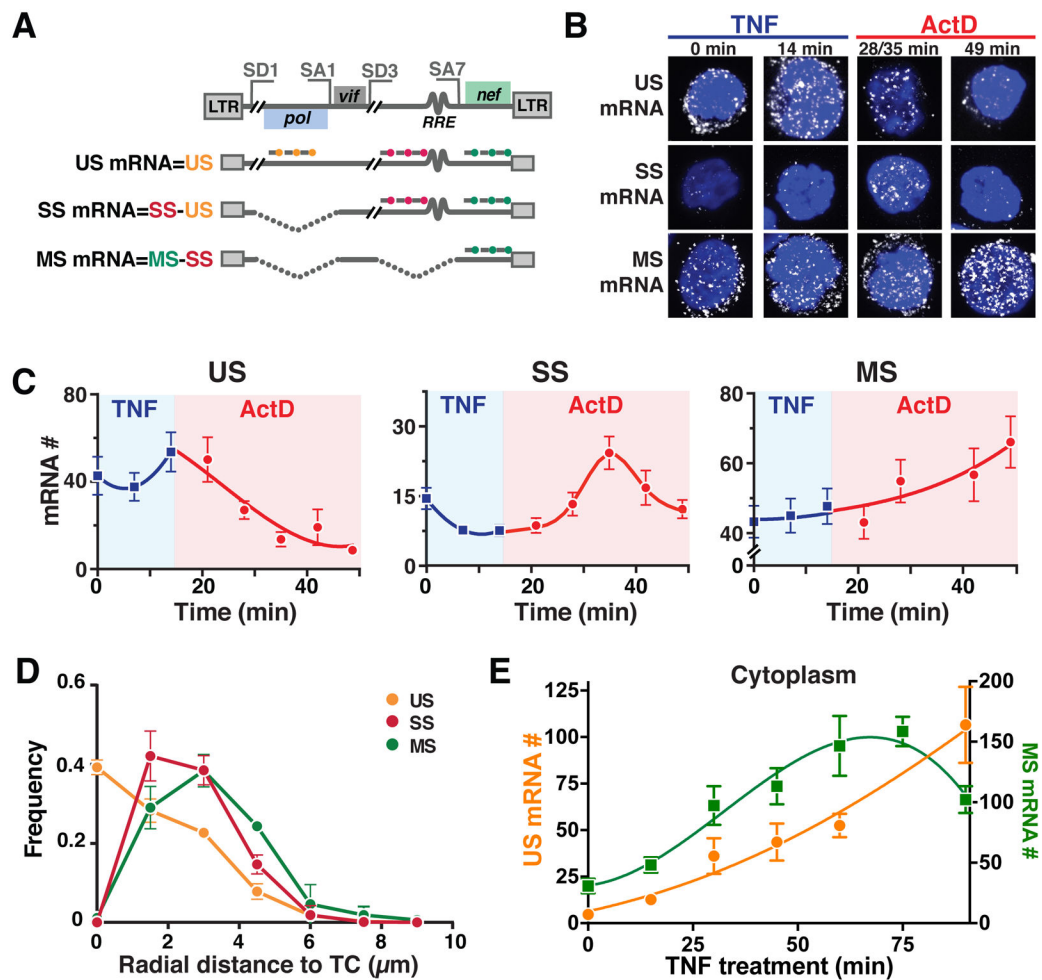 A
SD1 SA1 SD3 SA7
LTR vif nef LTR
pol RRE
US mRNA=US
SS mRNA=SS-US
MS mRNA=MS-SS
B
TNF ActD
0 min 14 min 28/35 min 49 min
US
mRNA
SS
mRNA
MS
mRNA
C
US SS MS
80 30 80
TNF ActD TNF ActD TNF ActD
mRNA #
40 15 60
40
0 0 0
0 20 40 0 20 40 0 20 40
Time (min) Time (min) Time (min)
D
0.6
US
SS
MS
0.4
Frequency
0.2
0
0 2 4 6 8 10
Radial distance to TC (µm)
E
Cytoplasm
125 200
100 150
75
US mRNA # MS mRNA #
100
50
25 50
0 0
0 25 50 75
TNF treatment (min)